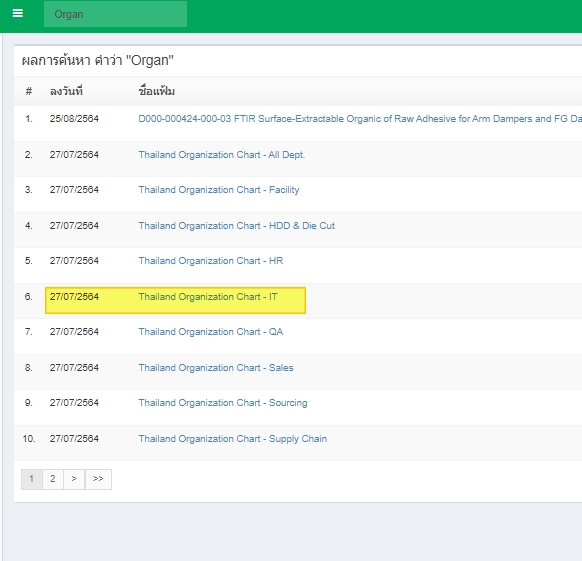 Organ
ผลการค้นหา คำว่า "Organ"
# ลงวันที่ ชื่อแฟ้ม
1. 25/08/2564 D000-000424-000-03 FTIR Surface-Extractable Organic of Raw Adhesive for Arm Dampers and FG Da
2. 27/07/2564 Thailand Organization Chart - All Dept.
3. 27/07/2564 Thailand Organization Chart - Facility
4. 27/07/2564 Thailand Organization Chart - HDD & Die Cut
5. 27/07/2564 Thailand Organization Chart - HR
6. 27/07/2564 Thailand Organization Chart - IT
7. 27/07/2564 Thailand Organization Chart - QA
8. 27/07/2564 Thailand Organization Chart - Sales
9. 27/07/2564 Thailand Organization Chart - Sourcing
10. 27/07/2564 Thailand Organization Chart - Supply Chain
1 2 > >>